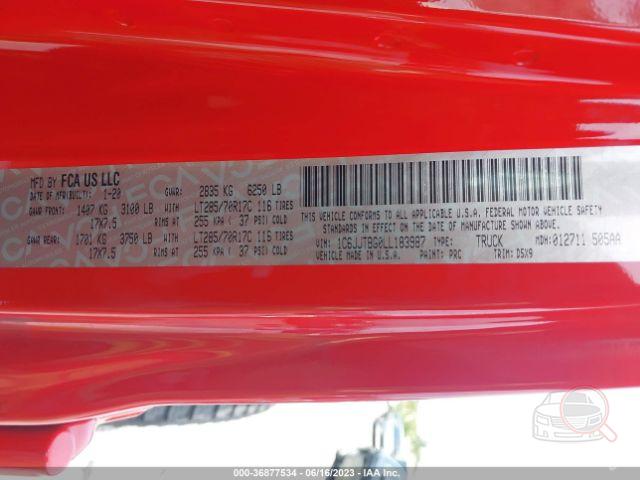 MFD BY FCA US LLC
DATE OF MFR(BUILT): 1-20 GVWR: 2835 KG 6250 LB
GAWR FRONT: 1407 KG 3100 LB WITH LT285/70R17C 116 TIRES
17X7.5 RIMS AT 255 KPA ( 37 PSI) COLD
GAWR REAR: 1701 KG 3750 LB WITH LT285/70R17C 116 TIRES
17X7.5 RIMS AT 255 KPA ( 37 PSI) COLD
THIS VEHICLE CONFORMS TO ALL APPLICABLE U.S.A. FEDERAL MOTOR VEHICLE SAFETY
STANDARDS IN EFFECT ON THE DATE OF MANUFACTURE SHOWN ABOVE.
VIN: 1C6JJTBG0LL183987 TYPE: TRUCK MDH:012711 505AA
VEHICLE MADE IN U.S.A. PAINT: PRC TRIM: D5X9
000-36877534 06/16/2023 IAA Inc.